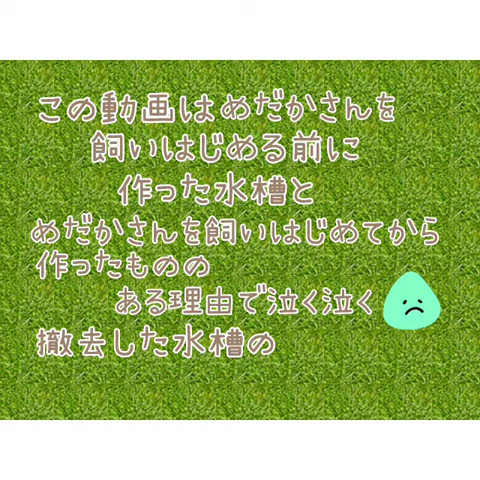 この動画はめだかさんを
飼いはじめる前に
作った水槽と
めだかさんを飼いはじめてから
作ったものの
ある理由で泣く泣く
撤去した水槽の